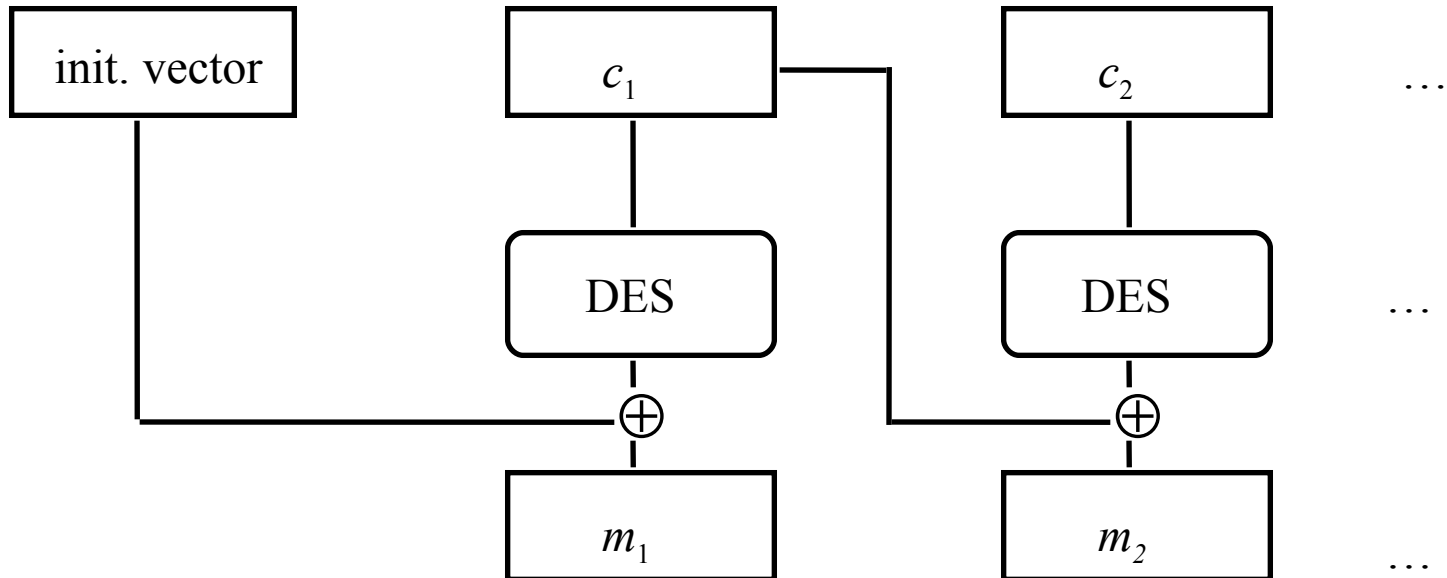 init. vector c₁ c₂ …
DES DES …
⊕ ⊕
m₁ m₂ …